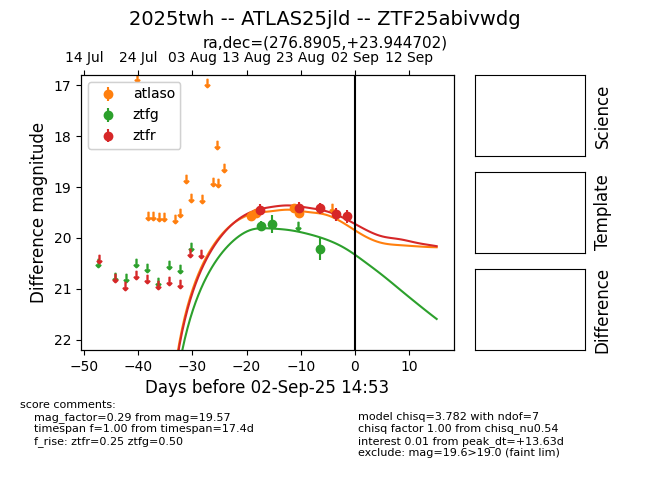 2025twh -- ATLAS25jld -- ZTF25abivwdg
ra,dec=(276.8905,+23.944702)
14 Jul 24 Jul 03 Aug 13 Aug 23 Aug 02 Sep 12 Sep
17
18
19
20
21
22
Difference magnitude
atlaso
ztfg
ztfr
−50 −40 −30 −20 −10 0 10
Days before 02-Sep-25 14:53
Science
Template
Difference
score comments:
mag_factor=0.29 from mag=19.57
timespan f=1.00 from timespan=17.4d
f_rise: ztfr=0.25 ztfg=0.50
model chisq=3.782 with ndof=7
chisq factor 1.00 from chisq_nu0.54
interest 0.01 from peak_dt=+13.63d
exclude: mag=19.6>19.0 (faint lim)